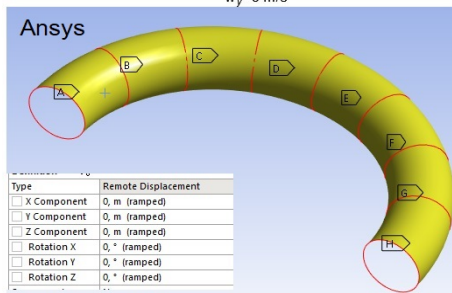 Ansys
A
B
C
D
E
F
G
H
Type Remote Displacement
X Component 0, m (ramped)
Y Component 0, m (ramped)
Z Component 0, m (ramped)
Rotation X 0, ° (ramped)
Rotation Y 0, ° (ramped)
Rotation Z 0, ° (ramped)